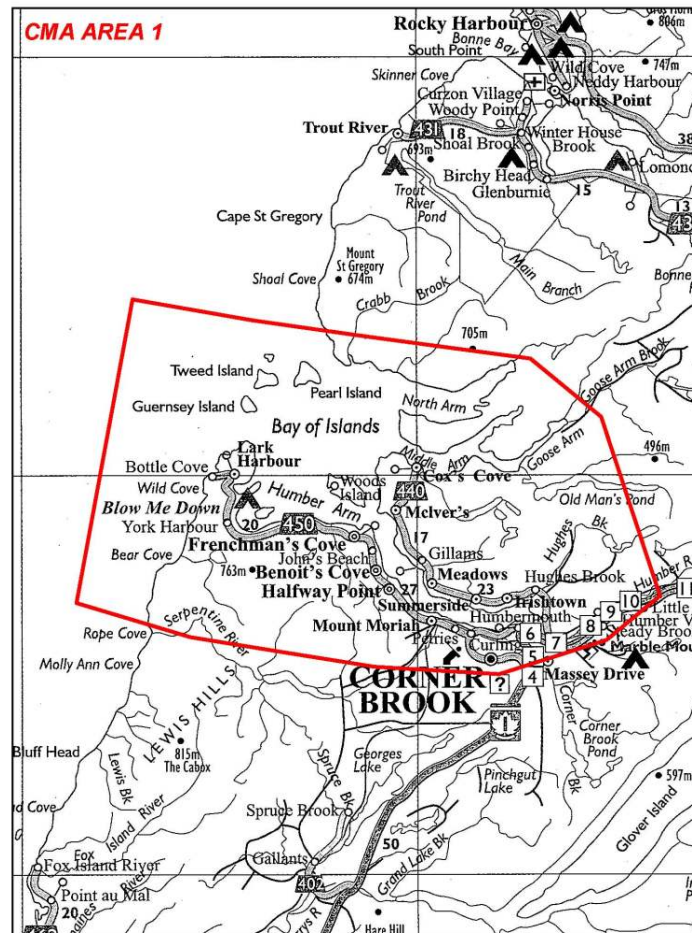 CMA AREA 1
Rocky Harbour
806m
Bonne Bay
South Point
Wild Cove
747m
Skinner Cove
Neddy Harbour
Curzon Village
Norris Point
Woody Point
Trout River
431
18
Winter House
Brook
38
693m
Shoal Brook
Lomond
Birchy Head
Glenburnie
15
13
Trout
River
Pond
43
Cape St Gregory
Main Branch
Mount
St Gregory
674m
Shoal Cove
Crabb Brook
705m
Goose Arm Brook
Tweed Island
Pearl Island
North Arm
Guernsey Island
Bay of Islands
Goose Arm
Lark
Harbour
Middle Arm
496m
Bottle Cove
Cox's Cove
Woods
Island
Wild Cove
440
Old Man's Pond
Blow Me Down
Humber Arm
McIver's
York Harbour
20
450
Hughes
Bk
Frenchman's Cove
17
Bear Cove
John's Beach
Gillams
763m
Benoit's Cove
Meadows
Hughes Brook
Halfway Point
27
23
Summerside
Irishtown
10
11
9
Serpentine River
Mount Moriah
Humbermouth
8
Little
Humber V
Rope Cove
6
7
Petries
Curling
5
Marble Mou
Molly Ann Cove
CORNER
BROOK
?
4
Massey Drive
LEWIS HILLS
1
Corner
Brook
Pond
Corner
Bk
Bluff Head
815m
The Cabox
Georges
Lake
Lewis Bk
Pinchgut
Lake
597m
Spruce Bk
Glover Island
Fox
Island River
Spruce Brook
50
Fox Island River
Gallants
Grand Lake Bk
402
Point au Mal
20
Hare Hill